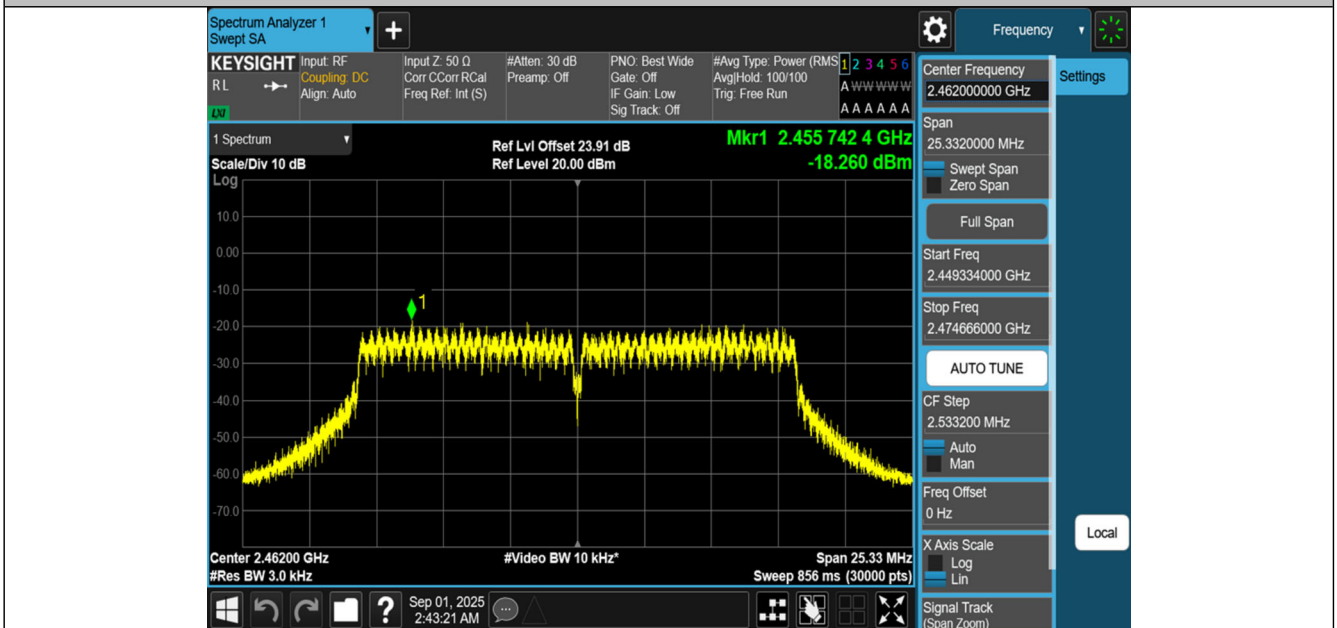 Spectrum Analyzer 1
Swept SA
+
Frequency
KEYSIGHT
RL
LXI
Input: RF
Coupling: DC
Align: Auto
Input Z: 50 Ω
Corr CCorr RCal
Freq Ref: Int (S)
#Atten: 30 dB
Preamp: Off
PNO: Best Wide
Gate: Off
IF Gain: Low
Sig Track: Off
#Avg Type: Power (RMS
Avg|Hold: 100/100
Trig: Free Run
1 2 3 4 5 6
A W W W W W
A A A A A A
1 Spectrum
Scale/Div 10 dB
Ref Lvl Offset 23.91 dB
Ref Level 20.00 dBm
Mkr1 2.455 742 4 GHz
-18.260 dBm
Log
10.0
0.00
-10.0
-20.0
-30.0
-40.0
-50.0
-60.0
-70.0
1
Center 2.46200 GHz
#Res BW 3.0 kHz
#Video BW 10 kHz*
Span 25.33 MHz
Sweep 856 ms (30000 pts)
Center Frequency
2.462000000 GHz
Settings
Span
25.3320000 MHz
Swept Span
Zero Span
Full Span
Start Freq
2.449334000 GHz
Stop Freq
2.474666000 GHz
AUTO TUNE
CF Step
2.533200 MHz
Auto
Man
Freq Offset
0 Hz
X Axis Scale
Log
Lin
Local
Signal Track
(Span Zoom)
?
Sep 01, 2025
2:43:21 AM